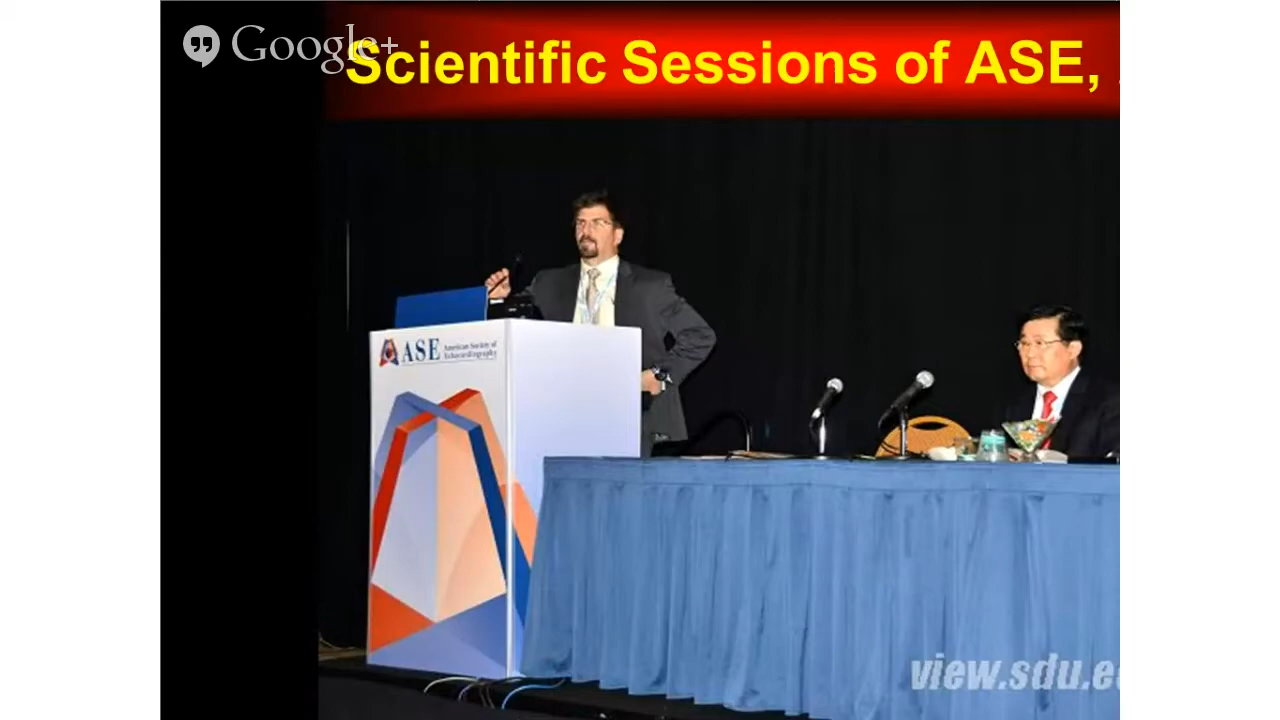 Google+
Scientific Sessions of ASE,
ASE American Society of
Echocardiography
view.sdu.e